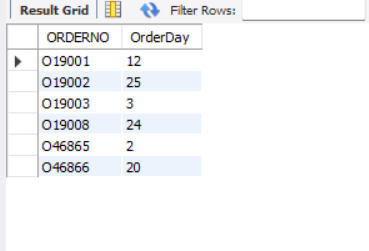 Result Grid Filter Rows:
ORDERNO OrderDay
O19001 12
O19002 25
O19003 3
O19008 24
O46865 2
O46866 20